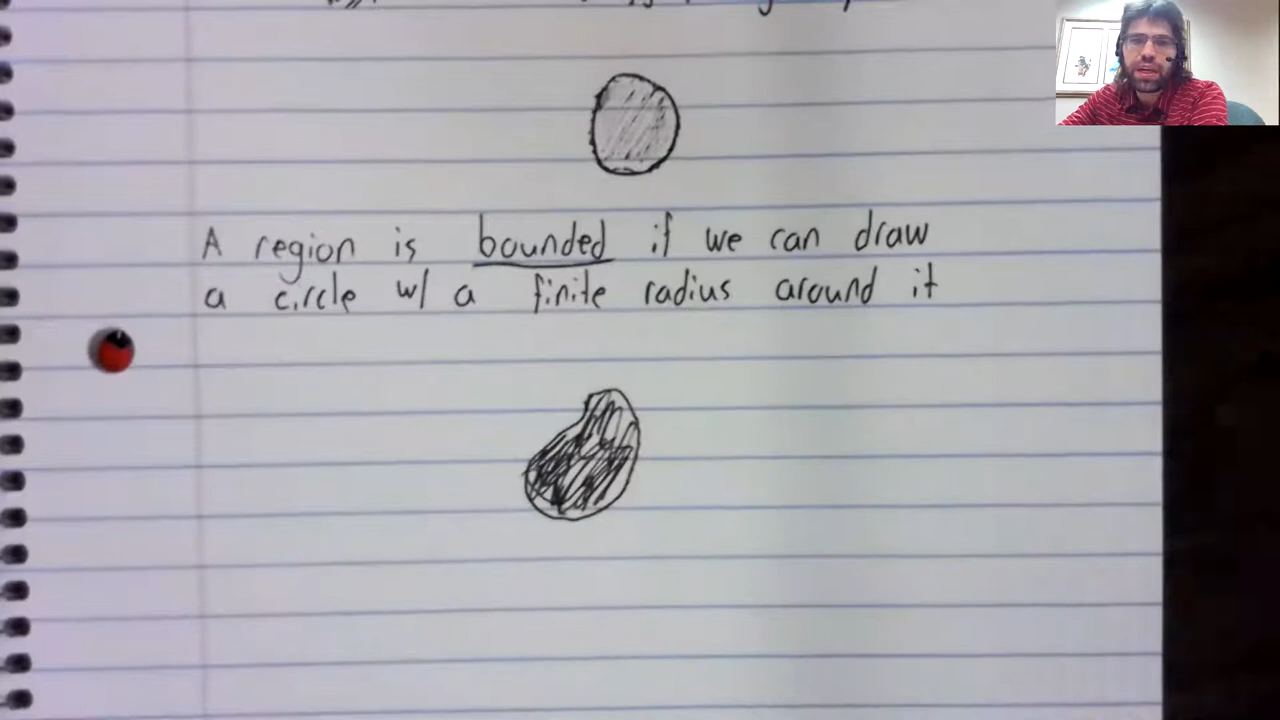 A region is bounded if we can draw
a circle w/ a finite radius around it